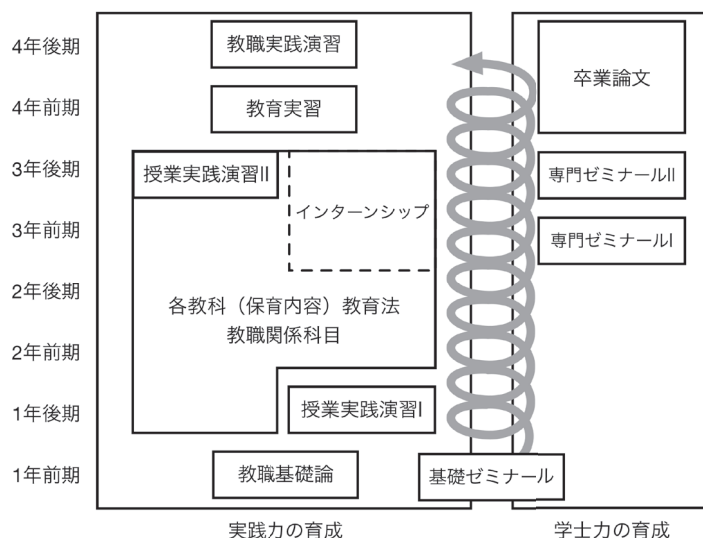 4年後期
教職実践演習
卒業論文
4年前期
教育実習
3年後期
授業実践演習II
インターンシップ
専門ゼミナールII
3年前期
専門ゼミナールI
2年後期
各教科（保育内容）教育法
教職関係科目
2年前期
1年後期
授業実践演習I
1年前期
教職基礎論
基礎ゼミナール
実践力の育成
学士力の育成